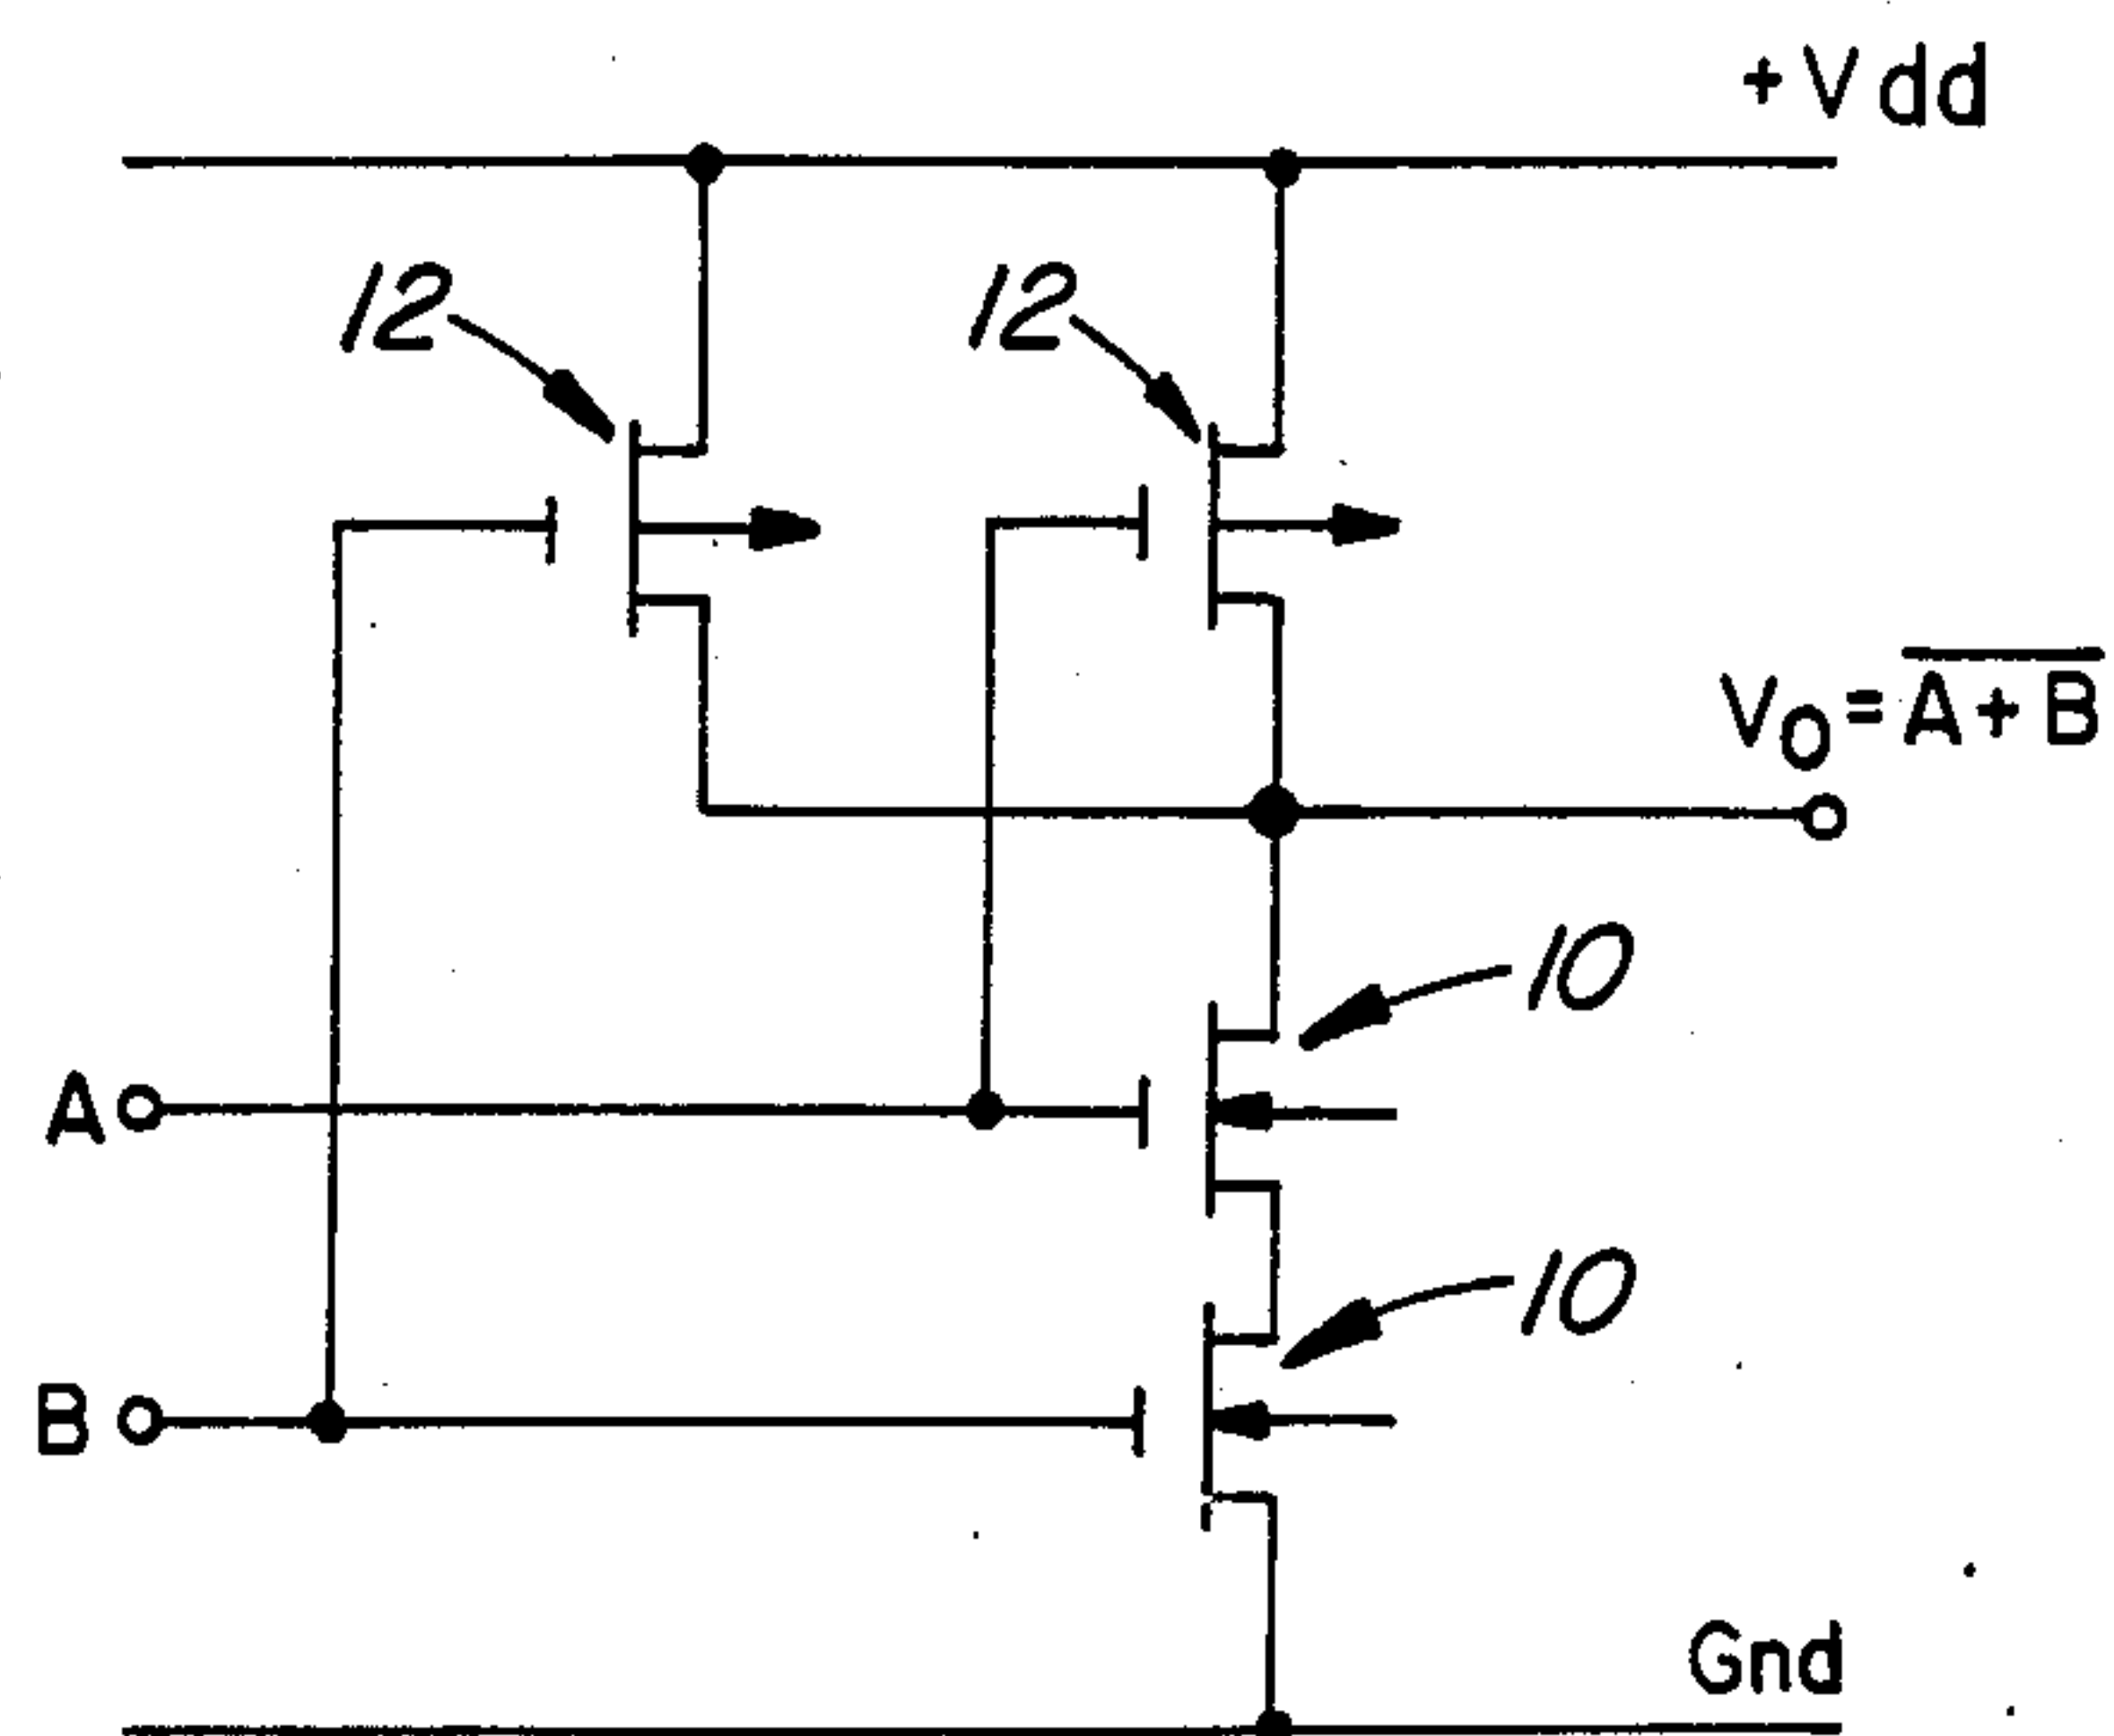 +Vdd
12
12
V₀ = A̅ ̅+̅ ̅B̅
10
A
10
B
Gnd